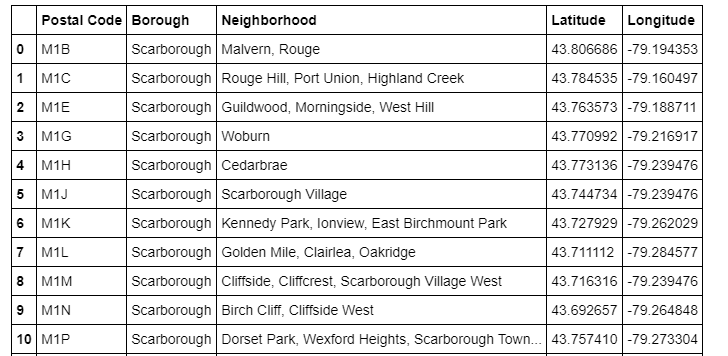 Postal Code Borough Neighborhood Latitude Longitude
0 M1B Scarborough Malvern, Rouge 43.806686 -79.194353
1 M1C Scarborough Rouge Hill, Port Union, Highland Creek 43.784535 -79.160497
2 M1E Scarborough Guildwood, Morningside, West Hill 43.763573 -79.188711
3 M1G Scarborough Woburn 43.770992 -79.216917
4 M1H Scarborough Cedarbrae 43.773136 -79.239476
5 M1J Scarborough Scarborough Village 43.744734 -79.239476
6 M1K Scarborough Kennedy Park, Ionview, East Birchmount Park 43.727929 -79.262029
7 M1L Scarborough Golden Mile, Clairlea, Oakridge 43.711112 -79.284577
8 M1M Scarborough Cliffside, Cliffcrest, Scarborough Village West 43.716316 -79.239476
9 M1N Scarborough Birch Cliff, Cliffside West 43.692657 -79.264848
10 M1P Scarborough Dorset Park, Wexford Heights, Scarborough Town... 43.757410 -79.273304